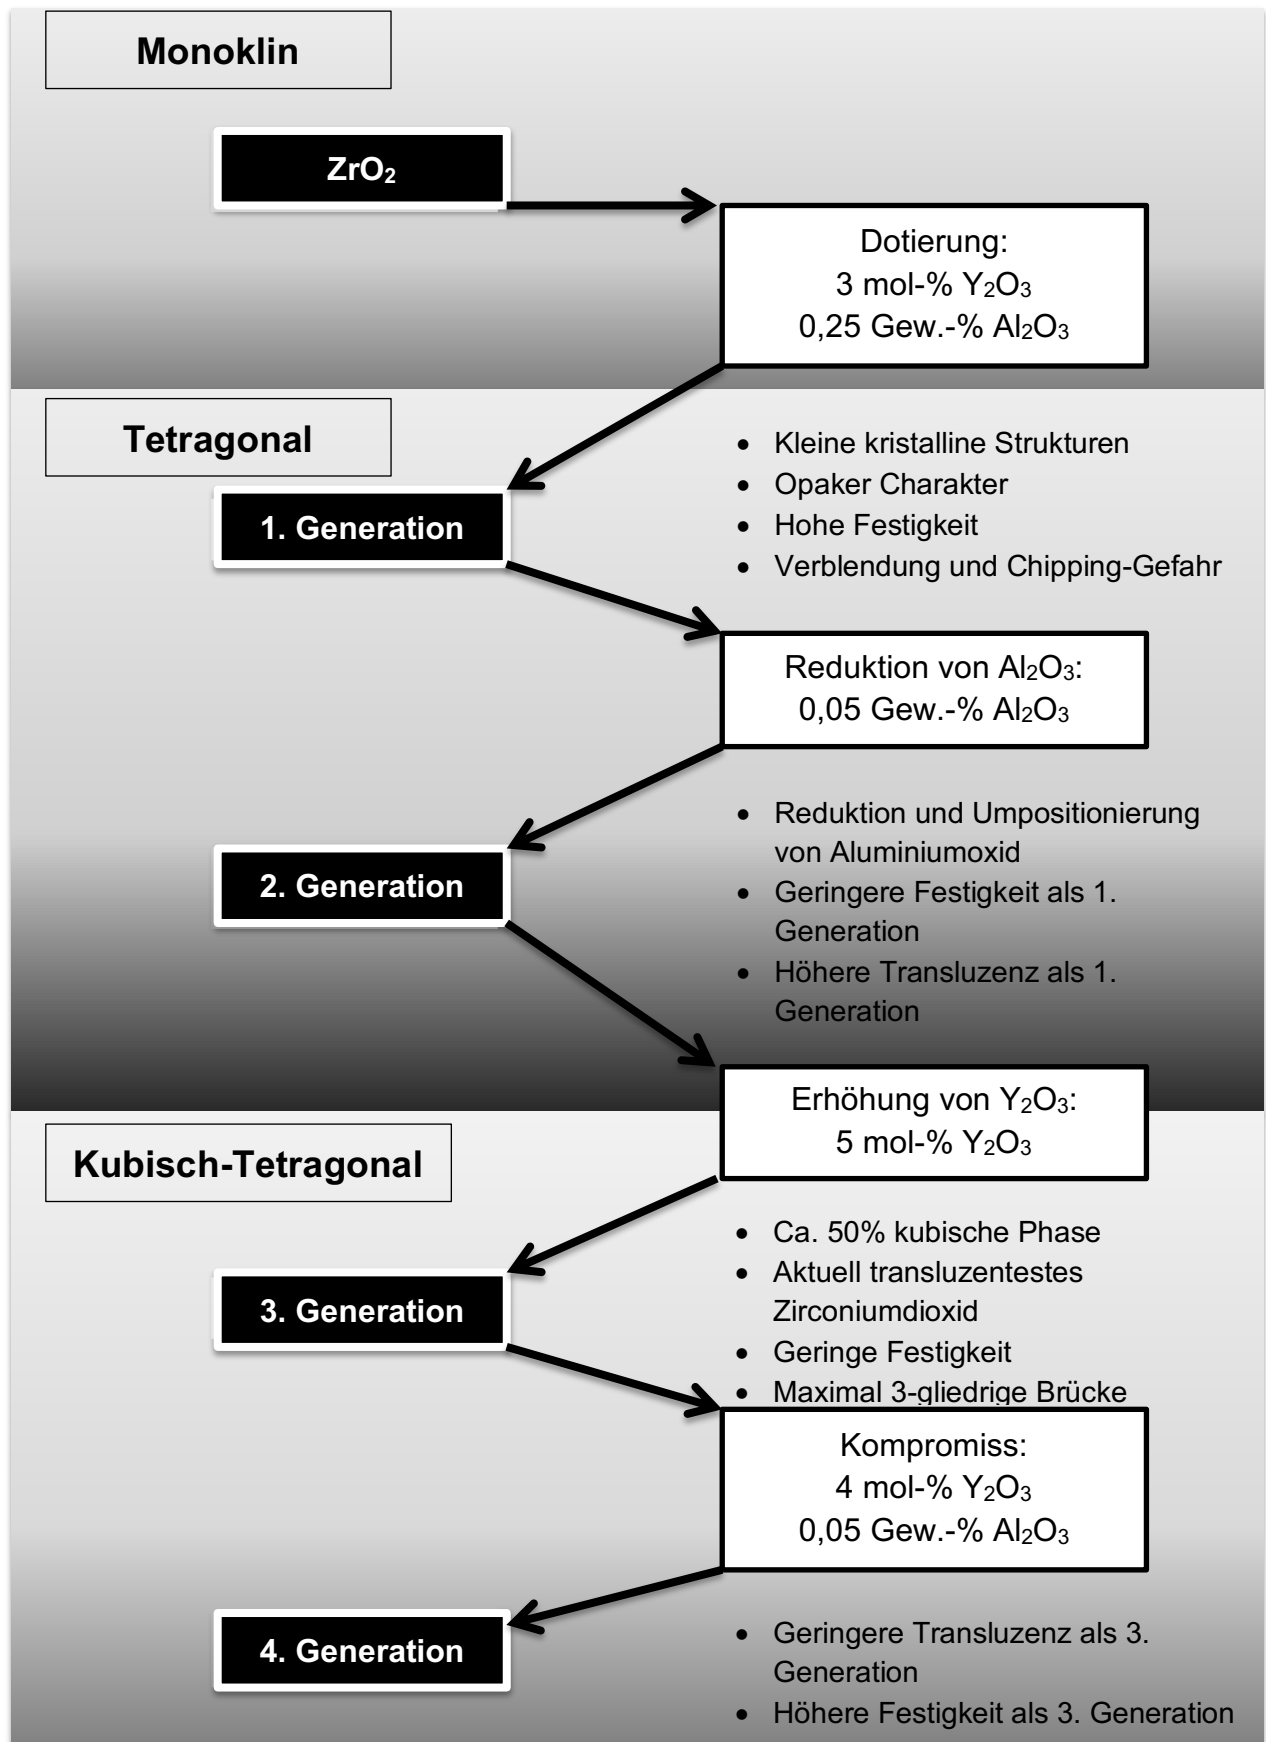 Monoklin
ZrO₂
Dotierung:
3 mol-% Y₂O₃
0,25 Gew.-% Al₂O₃
Tetragonal
1. Generation
• Kleine kristalline Strukturen
• Opaker Charakter
• Hohe Festigkeit
• Verblendung und Chipping-Gefahr
Reduktion von Al₂O₃:
0,05 Gew.-% Al₂O₃
2. Generation
• Reduktion und Umpositionierung
von Aluminiumoxid
• Geringere Festigkeit als 1.
Generation
• Höhere Transluzenz als 1.
Generation
Erhöhung von Y₂O₃:
5 mol-% Y₂O₃
Kubisch-Tetragonal
3. Generation
• Ca. 50% kubische Phase
• Aktuell transluzentestes
Zirconiumdioxid
• Geringe Festigkeit
• Maximal 3-gliedrige Brücke
Kompromiss:
4 mol-% Y₂O₃
0,05 Gew.-% Al₂O₃
4. Generation
• Geringere Transluzenz als 3.
Generation
• Höhere Festigkeit als 3. Generation